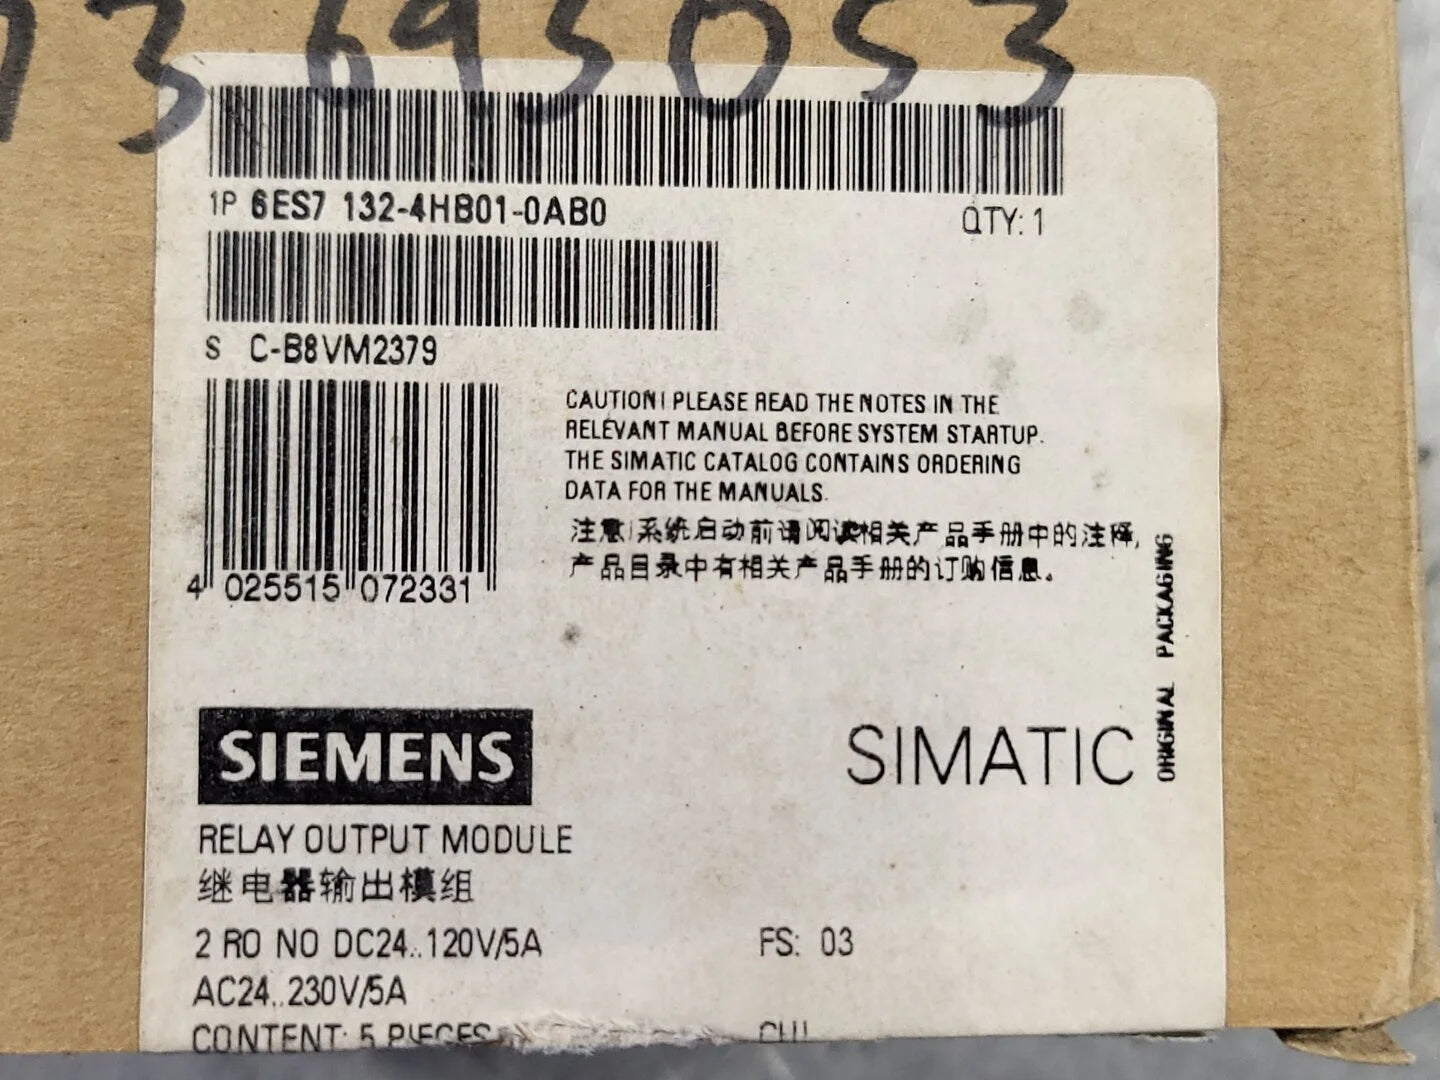 73695053
1P 6ES7 132-4HB01-0AB0
QTY: 1
S C-B8VM2379
CAUTION! PLEASE READ THE NOTES IN THE
RELEVANT MANUAL BEFORE SYSTEM STARTUP.
THE SIMATIC CATALOG CONTAINS ORDERING
DATA FOR THE MANUALS.
注意!系统启动前请阅读相关产品手册中的注释,
产品目录中有相关产品手册的订购信息。
4 025515 072331
ORIGINAL PACKAGING
SIEMENS
SIMATIC
RELAY OUTPUT MODULE
继电器输出模组
2 RO NO DC24..120V/5A
FS: 03
AC24..230V/5A
CONTENT: 5 PIECES